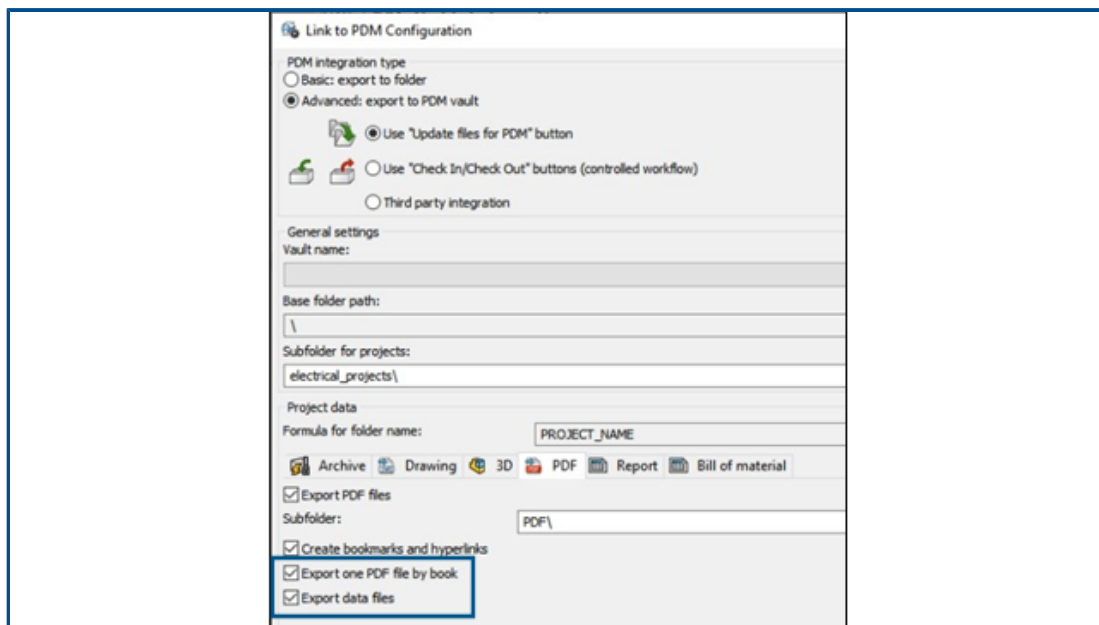 Link to PDM Configuration
PDM integration type
Basic: export to folder
Advanced: export to PDM vault
Use "Update files for PDM" button
Use "Check In/Check Out" buttons (controlled workflow)
Third party integration
General settings
Vault name:
Base folder path:
\
Subfolder for projects:
electrical_projects\
Project data
Formula for folder name: PROJECT_NAME
Archive Drawing 3D PDF Report Bill of material
Export PDF files
Subfolder: PDF\
Create bookmarks and hyperlinks
Export one PDF file by book
Export data files